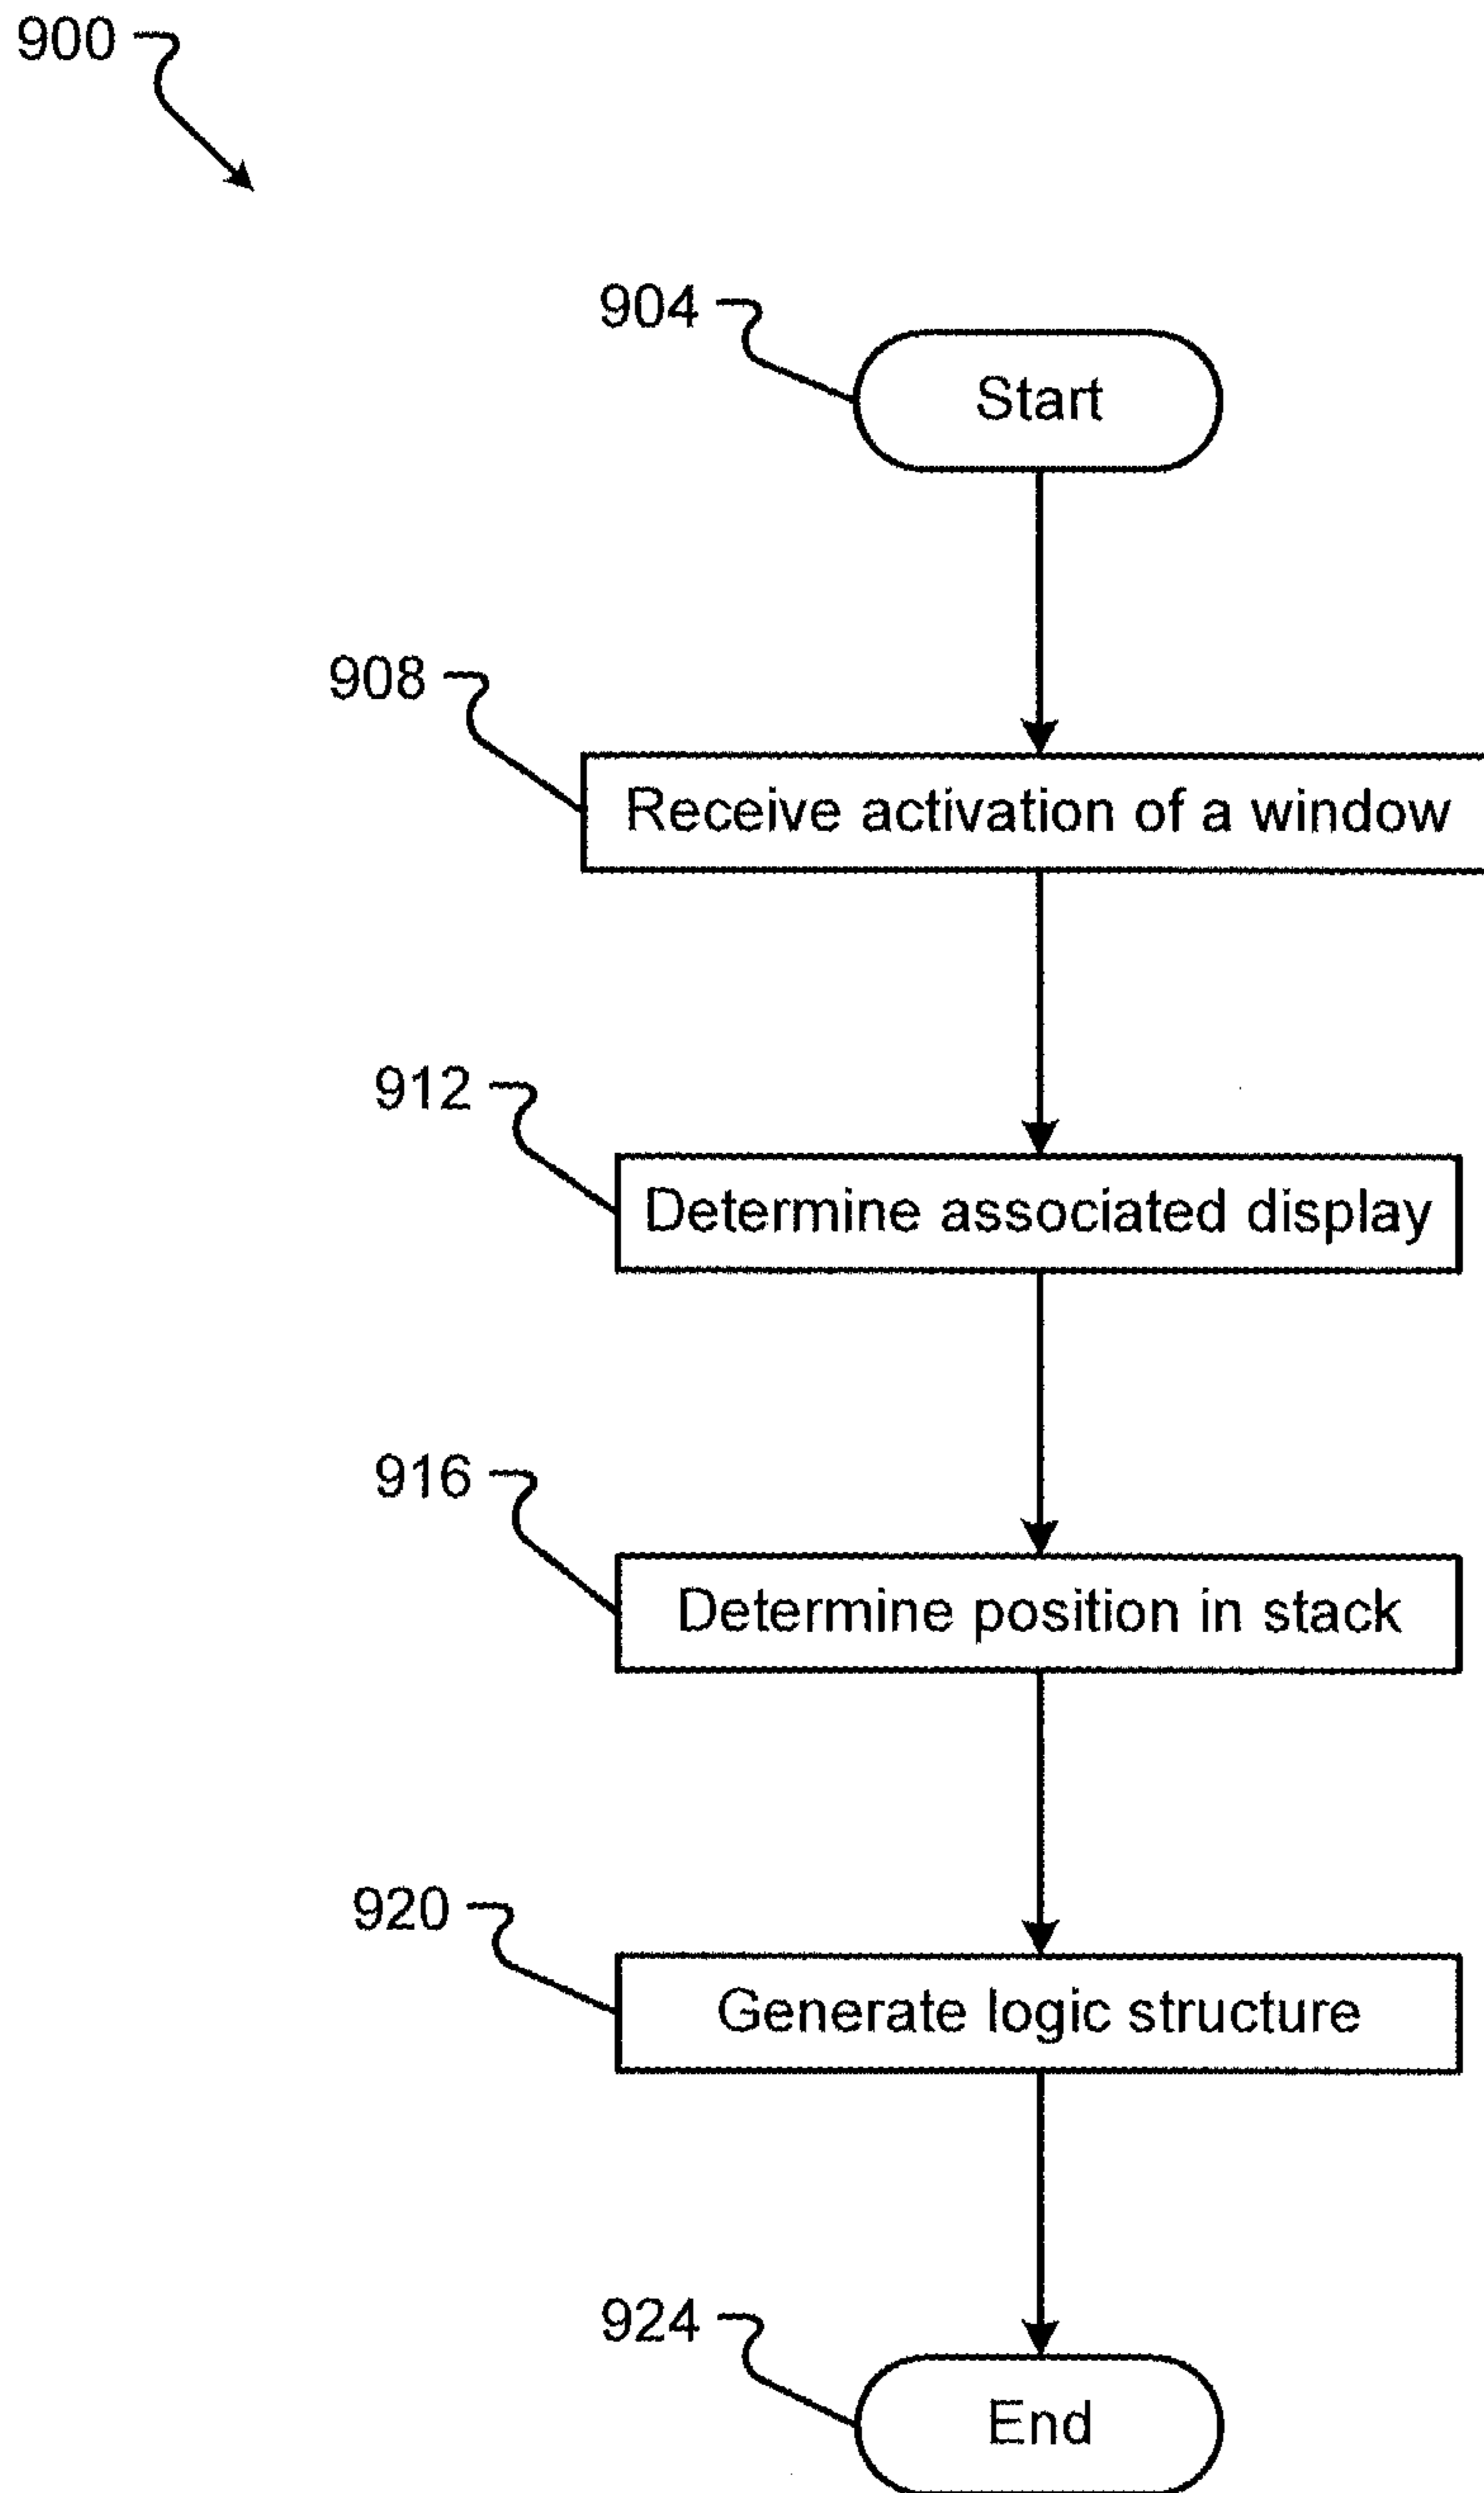 900
904
Start
908
Receive activation of a window
912
Determine associated display
916
Determine position in stack
920
Generate logic structure
924
End